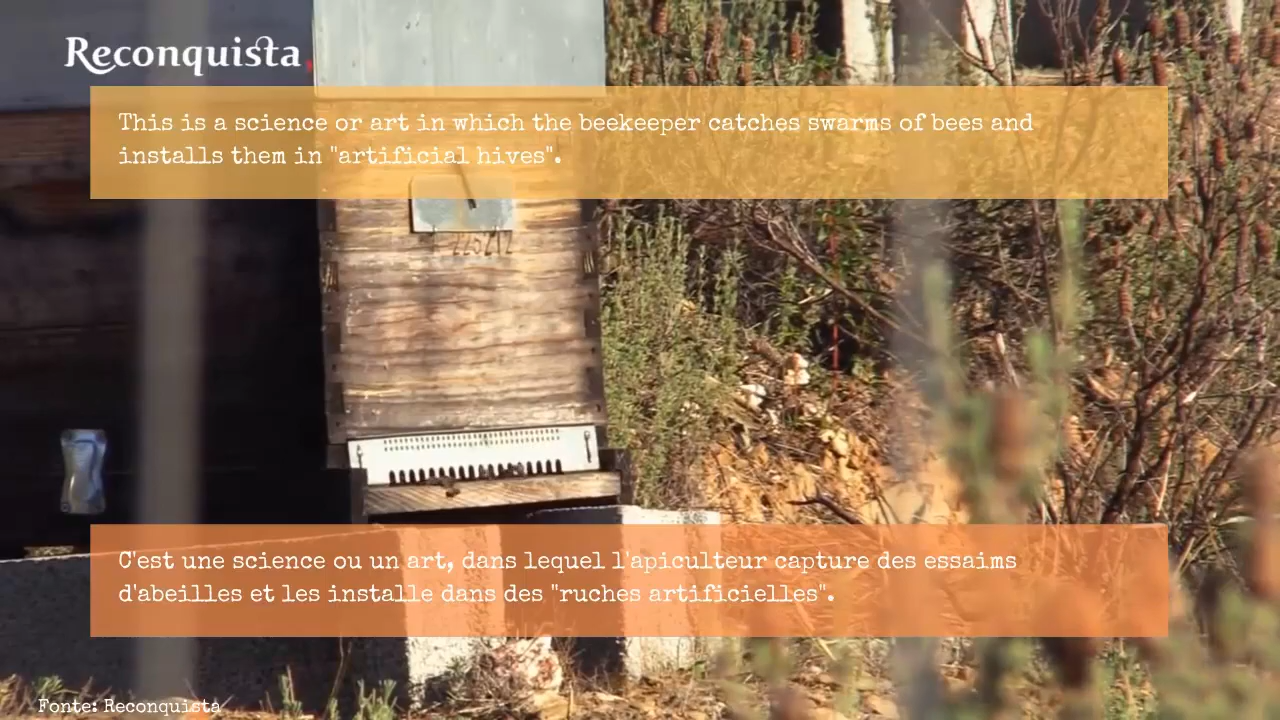 Reconquista
This is a science or art in which the beekeeper catches swarms of bees and
installs them in "artificial hives".
C'est une science ou un art, dans lequel l'apiculteur capture des essaims
d'abeilles et les installe dans des "ruches artificielles".
Fonte: Reconquista